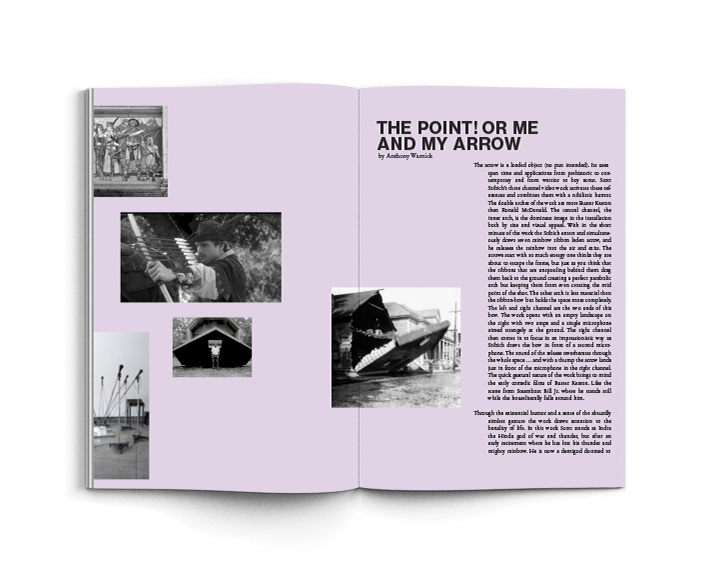 THE POINT! OR ME
AND MY ARROW
by Anthony Warnick
The arrow is a loaded object (no pun intended). Its uses
span time and applications from prehistoric to con-
temporary and from warrior to boy scout. Scott
Stibich's three channel video work activates these ref-
erences and combines them with a nihilistic humor.
The double arches of the work are more Buster Keaton
then Ronald McDonald. The central channel, the
inner arch, is the dominate image in the installation
both by size and visual appeal. With in the short
minute of the work the Stibich enters and simultane-
ously draws seven rainbow ribbon laden arrow, and
he releases the rainbow into the air and exits. The
arrows start with so much energy one thinks they are
about to escape the frame, but just as you think that
the ribbons that are unspooling behind them drag
them back to the ground creating a perfect parabolic
arch but keeping them from even crossing the mid
point of the shot. The other arch is less material then
the ribbon-bow but holds the space more completely.
The left and right channel are the two ends of this
bow. The work opens with an empty landscape on
the right with two amps and a single microphone
aimed strangely at the ground. The right channel
then comes in to focus in an impressionistic way as
Stibich draws the bow in front of a second micro-
phone. The sound of the release reverberates through
the whole space ... and with a thump the arrow lands
just in front of the microphone in the right channel.
The quick gestural nature of the work brings to mind
the early comedic films of Buster Keaton. Like the
scene from Steamboat Bill Jr. where he stands still
while the house literally falls around him.
Through the existential humor and a sense of the absurdly
aimless gesture the work draws attention to the
banality of life. In this work Scott stands as Indra
the Hindu god of war and thunder, but after an
early retirement where he has lost his thunder and
mighty rainbow. He is now a demigod doomed to